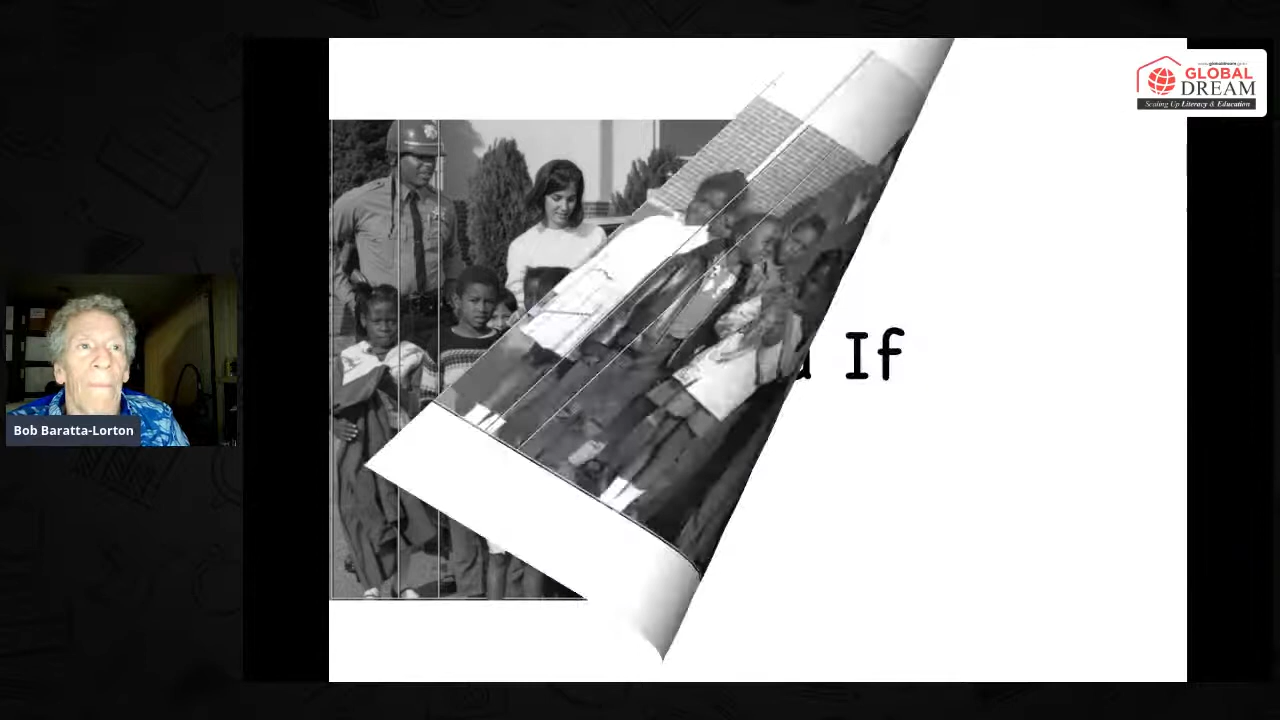 GLOBAL
DREAM
Scaling Up Literacy & Education
If
Bob Baratta-Lorton